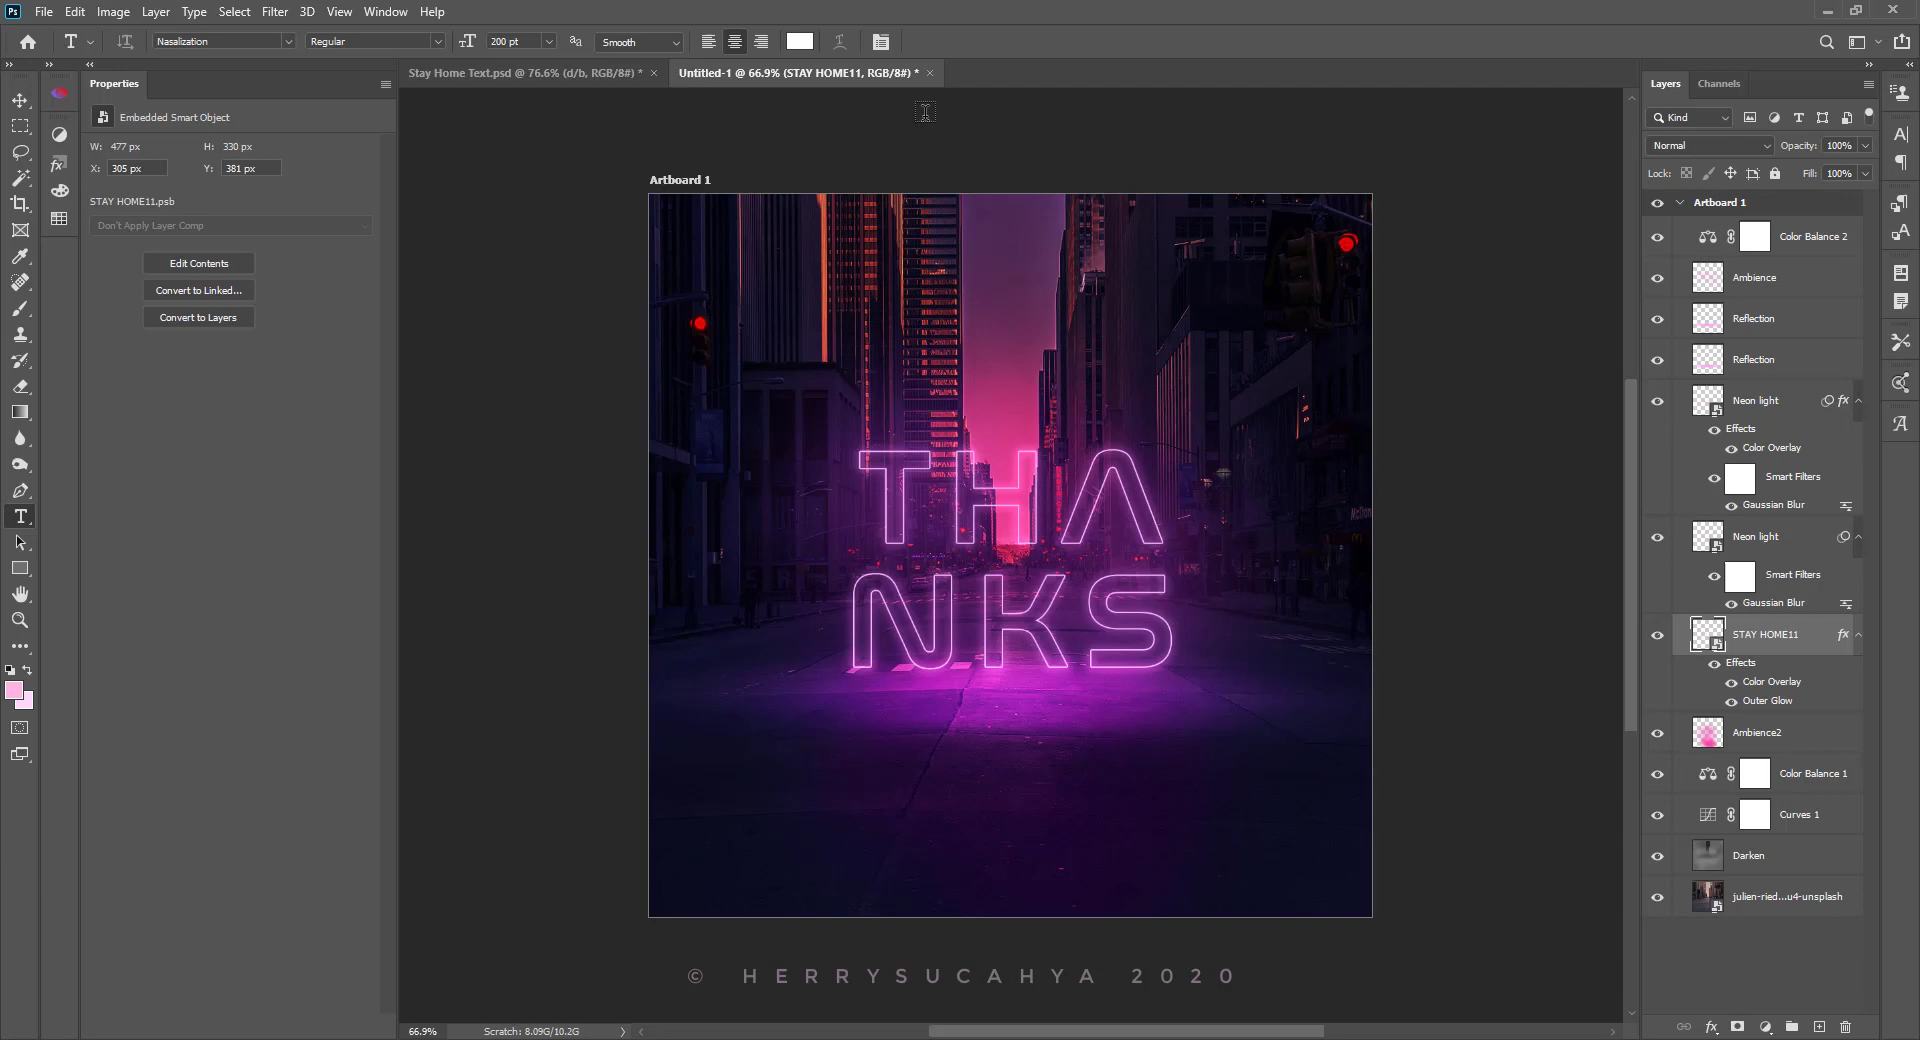 Ps File Edit Image Layer Type Select Filter 3D View Window Help
Nasalization Regular 200 pt aa Smooth
Properties
Stay Home Text.psd @ 76.6% (d/b, RGB/8#) * Untitled-1 @ 66.9% (STAY HOME11, RGB/8#) *
Layers Channels
Embedded Smart Object
W: 477 px H: 330 px
X: 305 px Y: 381 px
STAY HOME11.psb
Don't Apply Layer Comp
Edit Contents
Convert to Linked...
Convert to Layers
Artboard 1
THA
NKS
© HERRYSUCAHYA 2020
66.9% Scratch: 8.09G/10.2G
Kind
Normal Opacity: 100%
Lock: Fill: 100%
Artboard 1
Color Balance 2
Ambience
Reflection
Reflection
Neon light fx
Effects
Color Overlay
Smart Filters
Gaussian Blur
Neon light
Smart Filters
Gaussian Blur
STAY HOME11 fx
Effects
Color Overlay
Outer Glow
Ambience2
Color Balance 1
Curves 1
Darken
julien-ried...u4-unsplash
fx